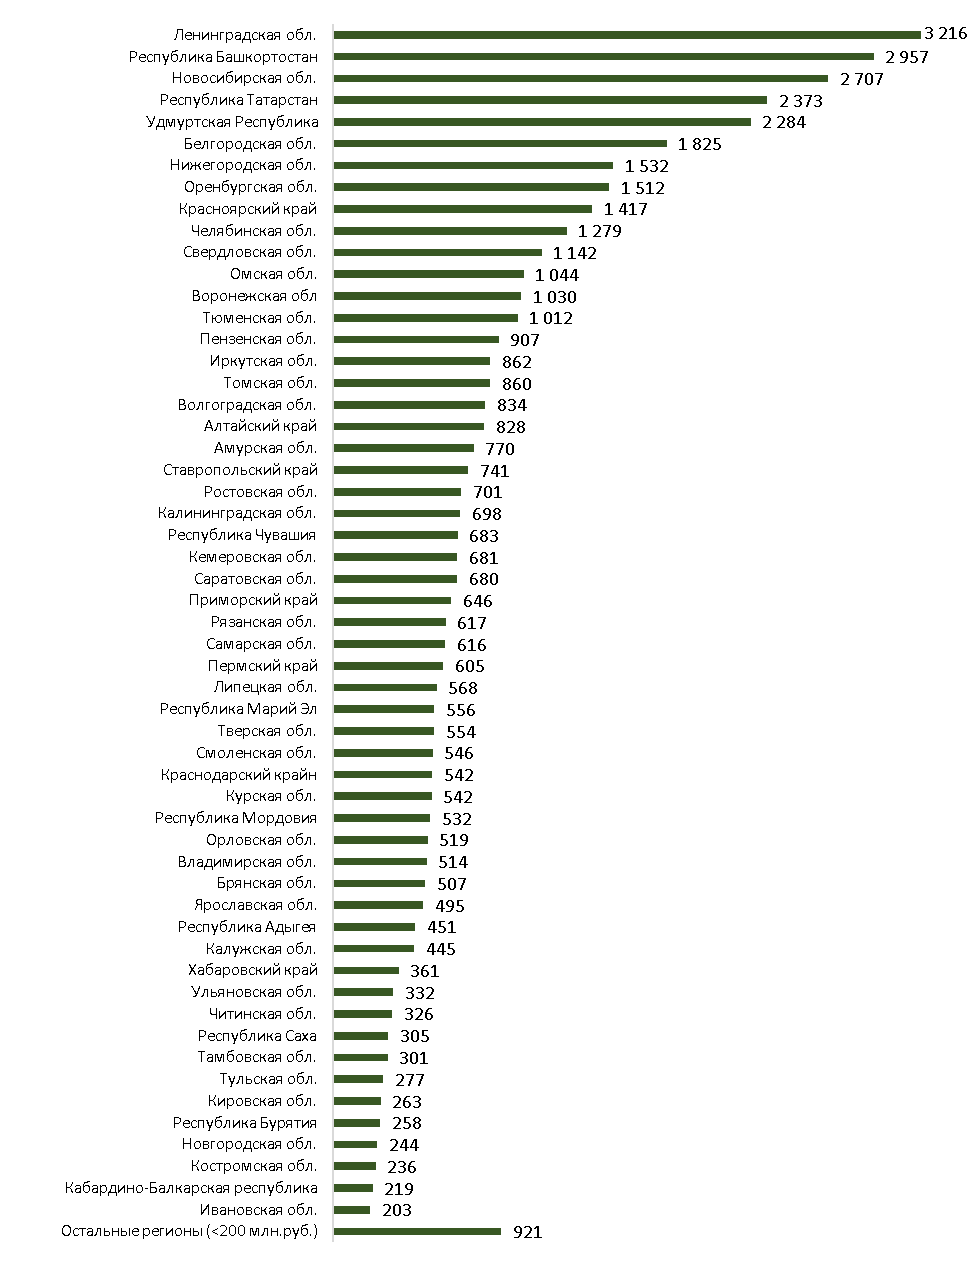 Ленинградская обл. 3 216
Республика Башкортостан 2 957
Новосибирская обл. 2 707
Республика Татарстан 2 373
Удмуртская Республика 2 284
Белгородская обл. 1 825
Нижегородская обл. 1 532
Оренбургская обл. 1 512
Красноярский край 1 417
Челябинская обл. 1 279
Свердловская обл. 1 142
Омская обл. 1 044
Воронежская обл 1 030
Тюменская обл. 1 012
Пензенская обл. 907
Иркутская обл. 862
Томская обл. 860
Волгоградская обл. 834
Алтайский край 828
Амурская обл. 770
Ставропольский край 741
Ростовская обл. 701
Калининградская обл. 698
Республика Чувашия 683
Кемеровская обл. 681
Саратовская обл. 680
Приморский край 646
Рязанская обл. 617
Самарская обл. 616
Пермский край 605
Липецкая обл. 568
Республика Марий Эл 556
Тверская обл. 554
Смоленская обл. 546
Краснодарский крайн 542
Курская обл. 542
Республика Мордовия 532
Орловская обл. 519
Владимирская обл. 514
Брянская обл. 507
Ярославская обл. 495
Республика Адыгея 451
Калужская обл. 445
Хабаровский край 361
Ульяновская обл. 332
Читинская обл. 326
Республика Саха 305
Тамбовская обл. 301
Тульская обл. 277
Кировская обл. 263
Республика Бурятия 258
Новгородская обл. 244
Костромская обл. 236
Кабардино-Балкарская республика 219
Ивановская обл. 203
Остальные регионы (<200 млн.руб.) 921